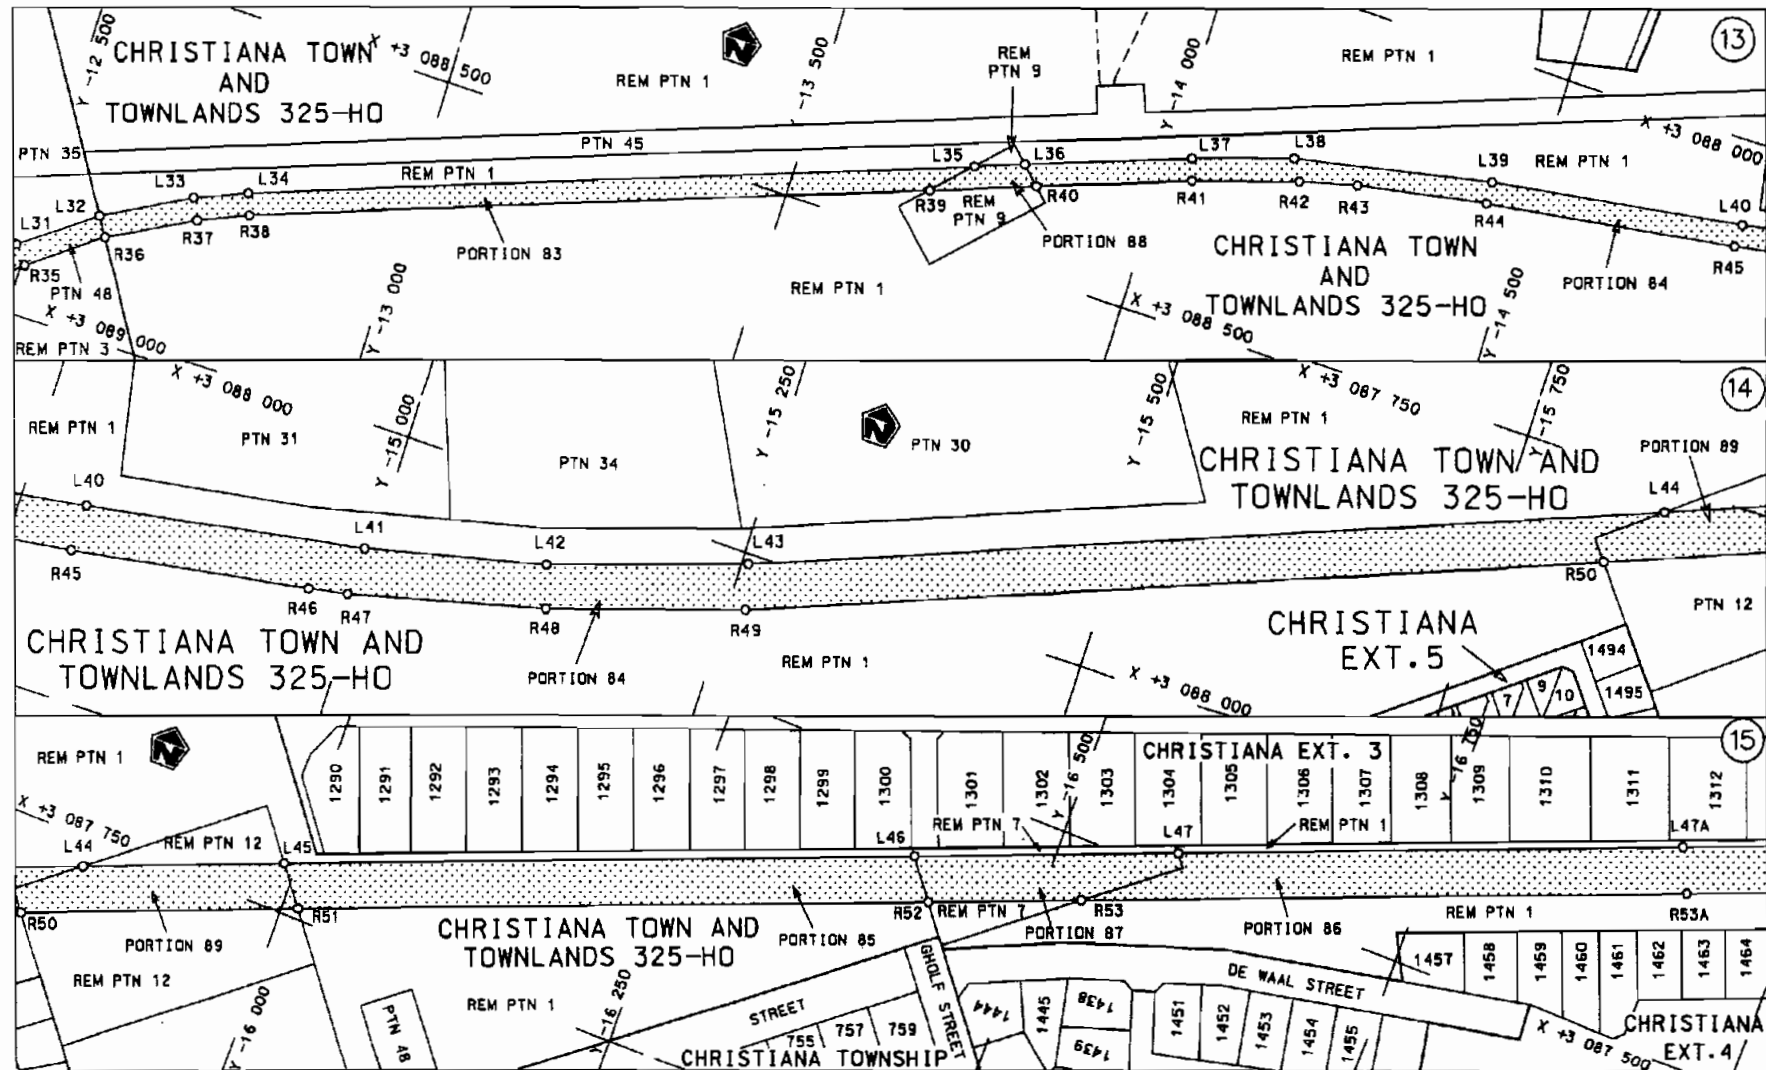 13
CHRISTIANA TOWN
AND
TOWNLANDS 325-HO
Y -12 500
X +3 088 500
REM PTN 1
Y -13 500
REM
PTN 9
Y -14 000
REM PTN 1
X +3 088 000
PTN 35
PTN 45
REM PTN 1
REM PTN 1
L31
L32
L33
L34
L35
L36
L37
L38
L39
L40
R35
R36
R37
R38
R39
R40
R41
R42
R43
R44
R45
REM
PTN 9
PTN 48
PORTION 83
PORTION 88
PORTION 84
REM PTN 1
CHRISTIANA TOWN
AND
TOWNLANDS 325-HO
X +3 089 000
REM PTN 3
Y -13 000
X +3 088 500
Y -14 500
14
X +3 088 000
REM PTN 1
PTN 31
Y -15 000
PTN 34
Y -15 250
PTN 30
Y -15 500
X +3 087 750
REM PTN 1
Y -15 750
CHRISTIANA TOWN AND
TOWNLANDS 325-HO
PORTION 89
L40
L41
L42
L43
L44
R45
R46
R47
R48
R49
R50
CHRISTIANA TOWN AND
TOWNLANDS 325-HO
PORTION 84
REM PTN 1
X +3 088 000
CHRISTIANA
EXT.5
PTN 12
1494
1495
7
9
10
15
REM PTN 1
X +3 087 750
1290
1291
1292
1293
1294
1295
1296
1297
1298
1299
1300
1301
1302
1303
1304
1305
1306
1307
1308
1309
1310
1311
1312
CHRISTIANA EXT. 3
Y -16 500
Y -16 750
REM PTN 12
REM PTN 7
REM PTN 1
L44
L45
L46
L47
L47A
R50
R51
R52
R53
R53A
PORTION 89
REM PTN 12
CHRISTIANA TOWN AND
TOWNLANDS 325-HO
PORTION 85
REM PTN 7
PORTION 87
PORTION 86
REM PTN 1
Y -16 000
PTN 48
REM PTN 1
Y -16 250
STREET
GHOLF STREET
DE WAAL STREET
755
757
759
CHRISTIANA TOWNSHIP
1444
1445
1438
1439
1451
1452
1453
1454
1455
1457
1458
1459
1460
1461
1462
1463
1464
X +3 087 500
CHRISTIANA
EXT.4